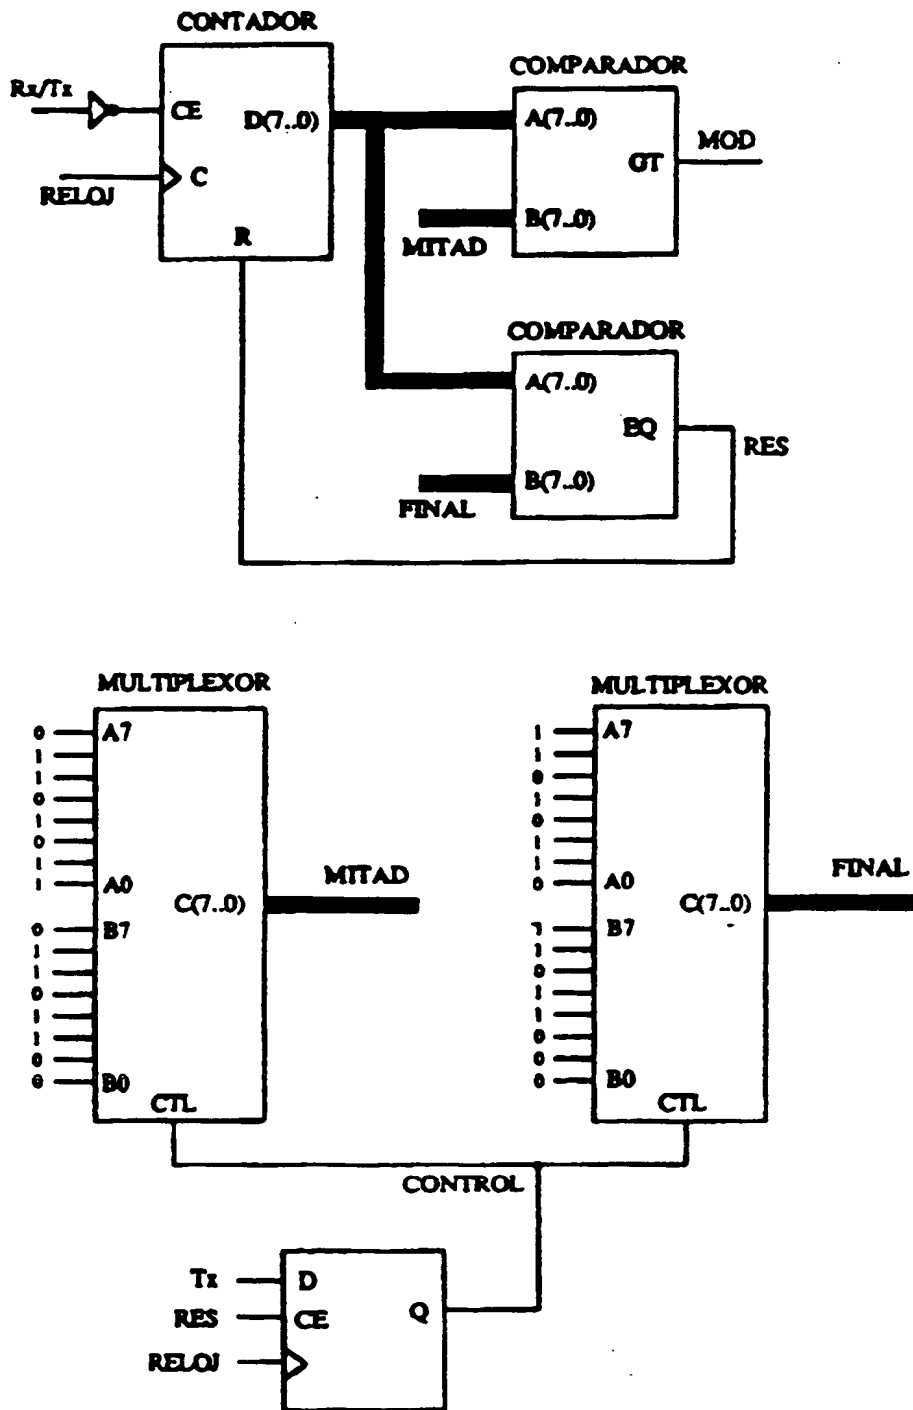 CONTADOR
Rx/Tx
CE
D(7..0)
RELOJ
C
R
COMPARADOR
A(7..0)
GT
MOD
B(7..0)
MITAD
COMPARADOR
A(7..0)
EQ
RES
B(7..0)
FINAL
MULTIPLEXOR
0 A7
1
1
0
1
0
1
1 A0
C(7..0)
MITAD
0 B7
1
1
0
1
1
0
0 B0
CTL
MULTIPLEXOR
1 A7
1
0
1
0
1
1
0 A0
C(7..0)
FINAL
B7
1
0
1
1
0
0
0 B0
CTL
CONTROL
Tx D
RES CE
Q
RELOJ